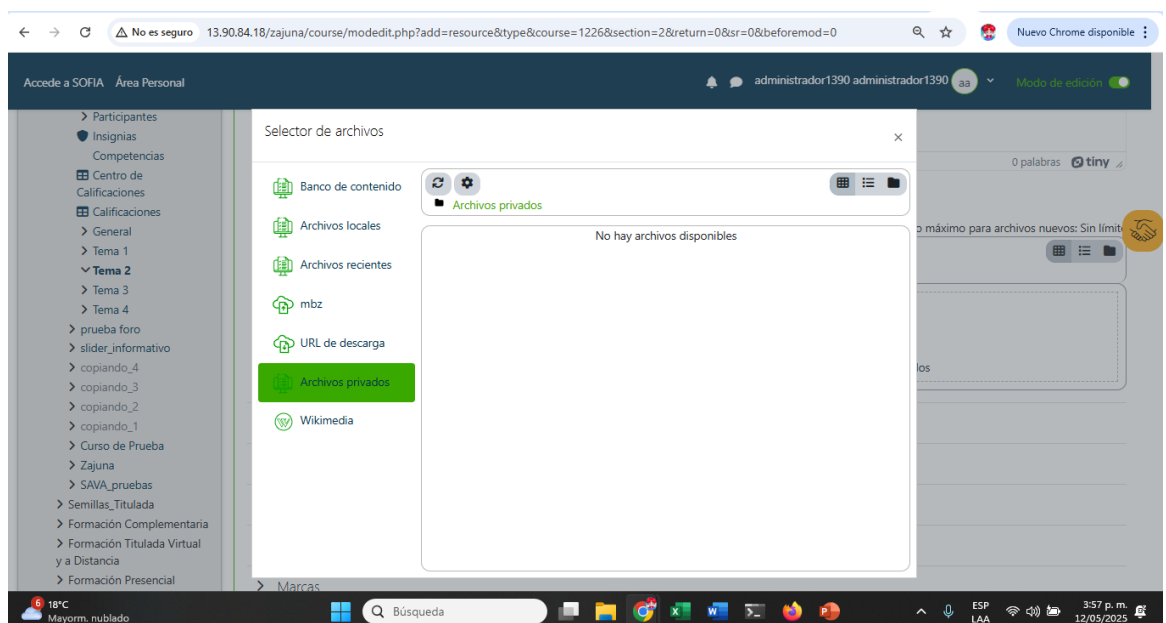 No es seguro 13.90.84.18/zajuna/course/modedit.php?add=resource&type&course=1226&section=2&return=0&sr=0&beforemod=0
Nuevo Chrome disponible
Accede a SOFIA Área Personal
administrador1390 administrador1390 aa
Modo de edición
Participantes
Insignias
Competencias
Centro de
Calificaciones
Calificaciones
General
Tema 1
Tema 2
Tema 3
Tema 4
prueba foro
slider_informativo
copiando_4
copiando_3
copiando_2
copiando_1
Curso de Prueba
Zajuna
SAVA_pruebas
Semillas_Titulada
Formación Complementaria
Formación Titulada Virtual
y a Distancia
Formación Presencial
Selector de archivos
Banco de contenido
Archivos locales
Archivos recientes
mbz
URL de descarga
Archivos privados
Wikimedia
Archivos privados
No hay archivos disponibles
0 palabras tiny
o máximo para archivos nuevos: Sin límit
los
Marcas
6
18°C
Mayorm. nublado
Búsqueda
ESP
LAA
3:57 p. m.
12/05/2025